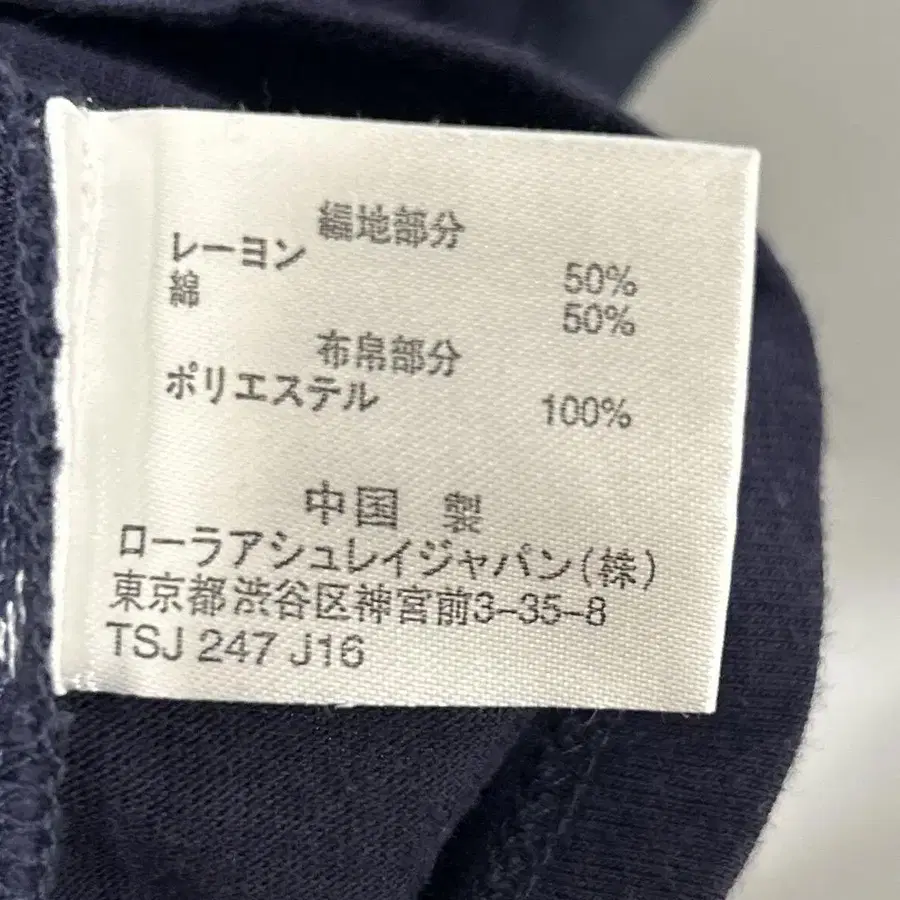 編地部分
レーヨン 50%
綿 50%
布帛部分
ポリエステル 100%
中国 製
ローラアシュレイジャパン(株)
東京都渋谷区神宮前3-35-8
TSJ 247 J16